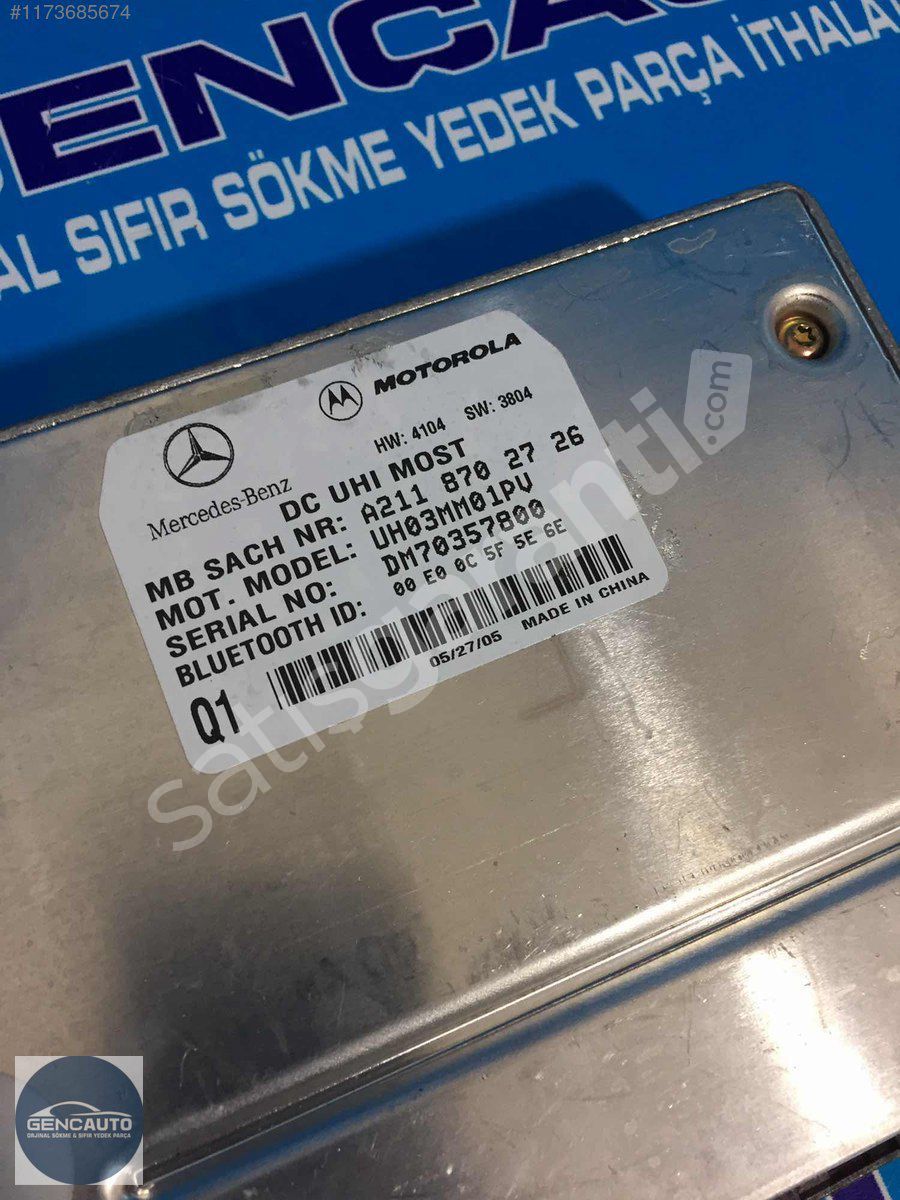 #1173685674
ENÇAU
AL SIFIR SÖKME YEDEK PARÇA İTHALA
MOTOROLA
HW: 4104 SW: 3804
Mercedes-Benz
DC UHI MOST
MB SACH NR: A211 870 27 26
MOT. MODEL: UH03MM01PV
SERIAL NO: DM70357800
BLUETOOTH ID: 00 E0 0C 5F 5E 6E
Q1
05/27/05 MADE IN CHINA
Satışgaranti.com
GENCAUTO
ORJİNAL SÖKME & SIFIR YEDEK PARÇA